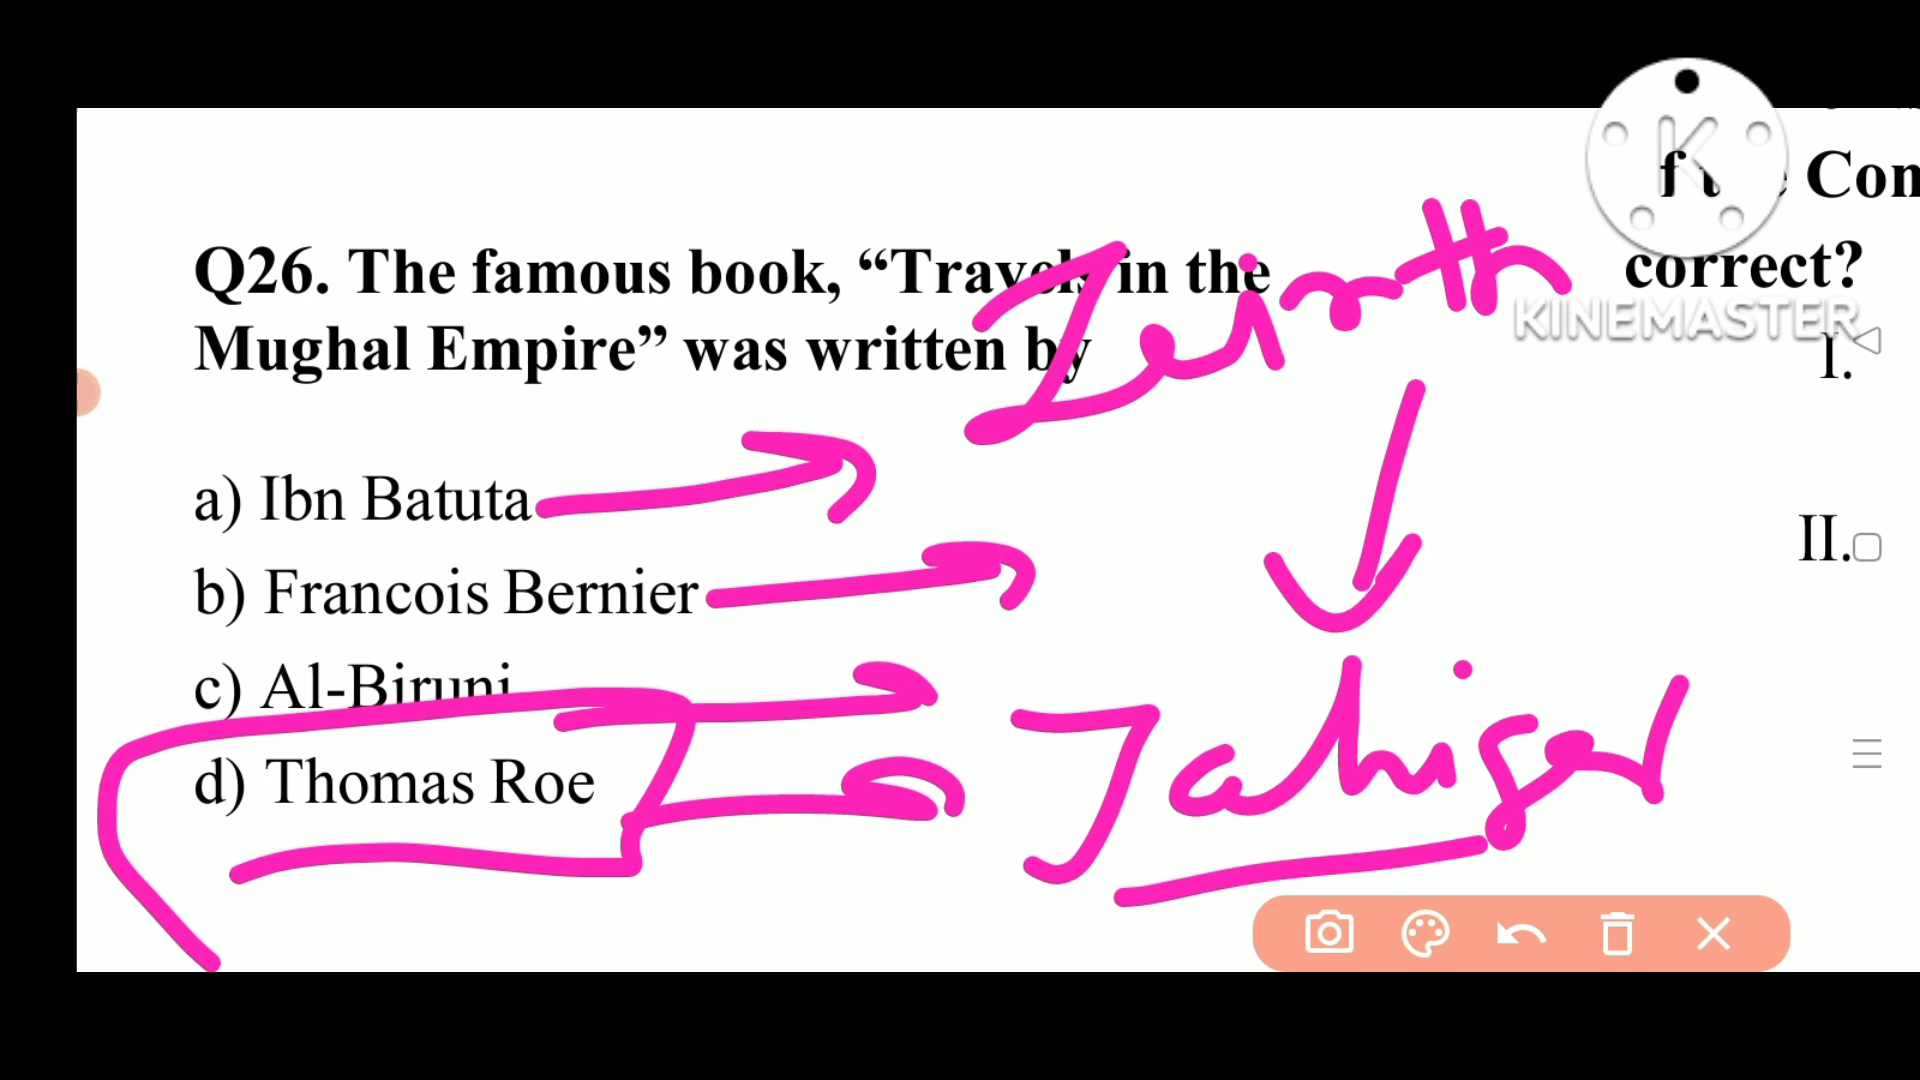 f t e Con
Q26. The famous book, “Travels in the
correct?
KINEMASTER
Mughal Empire” was written by
Zeinth
I.
a) Ibn Batuta
II.
b) Francois Bernier
c) Al-Biruni
d) Thomas Roe